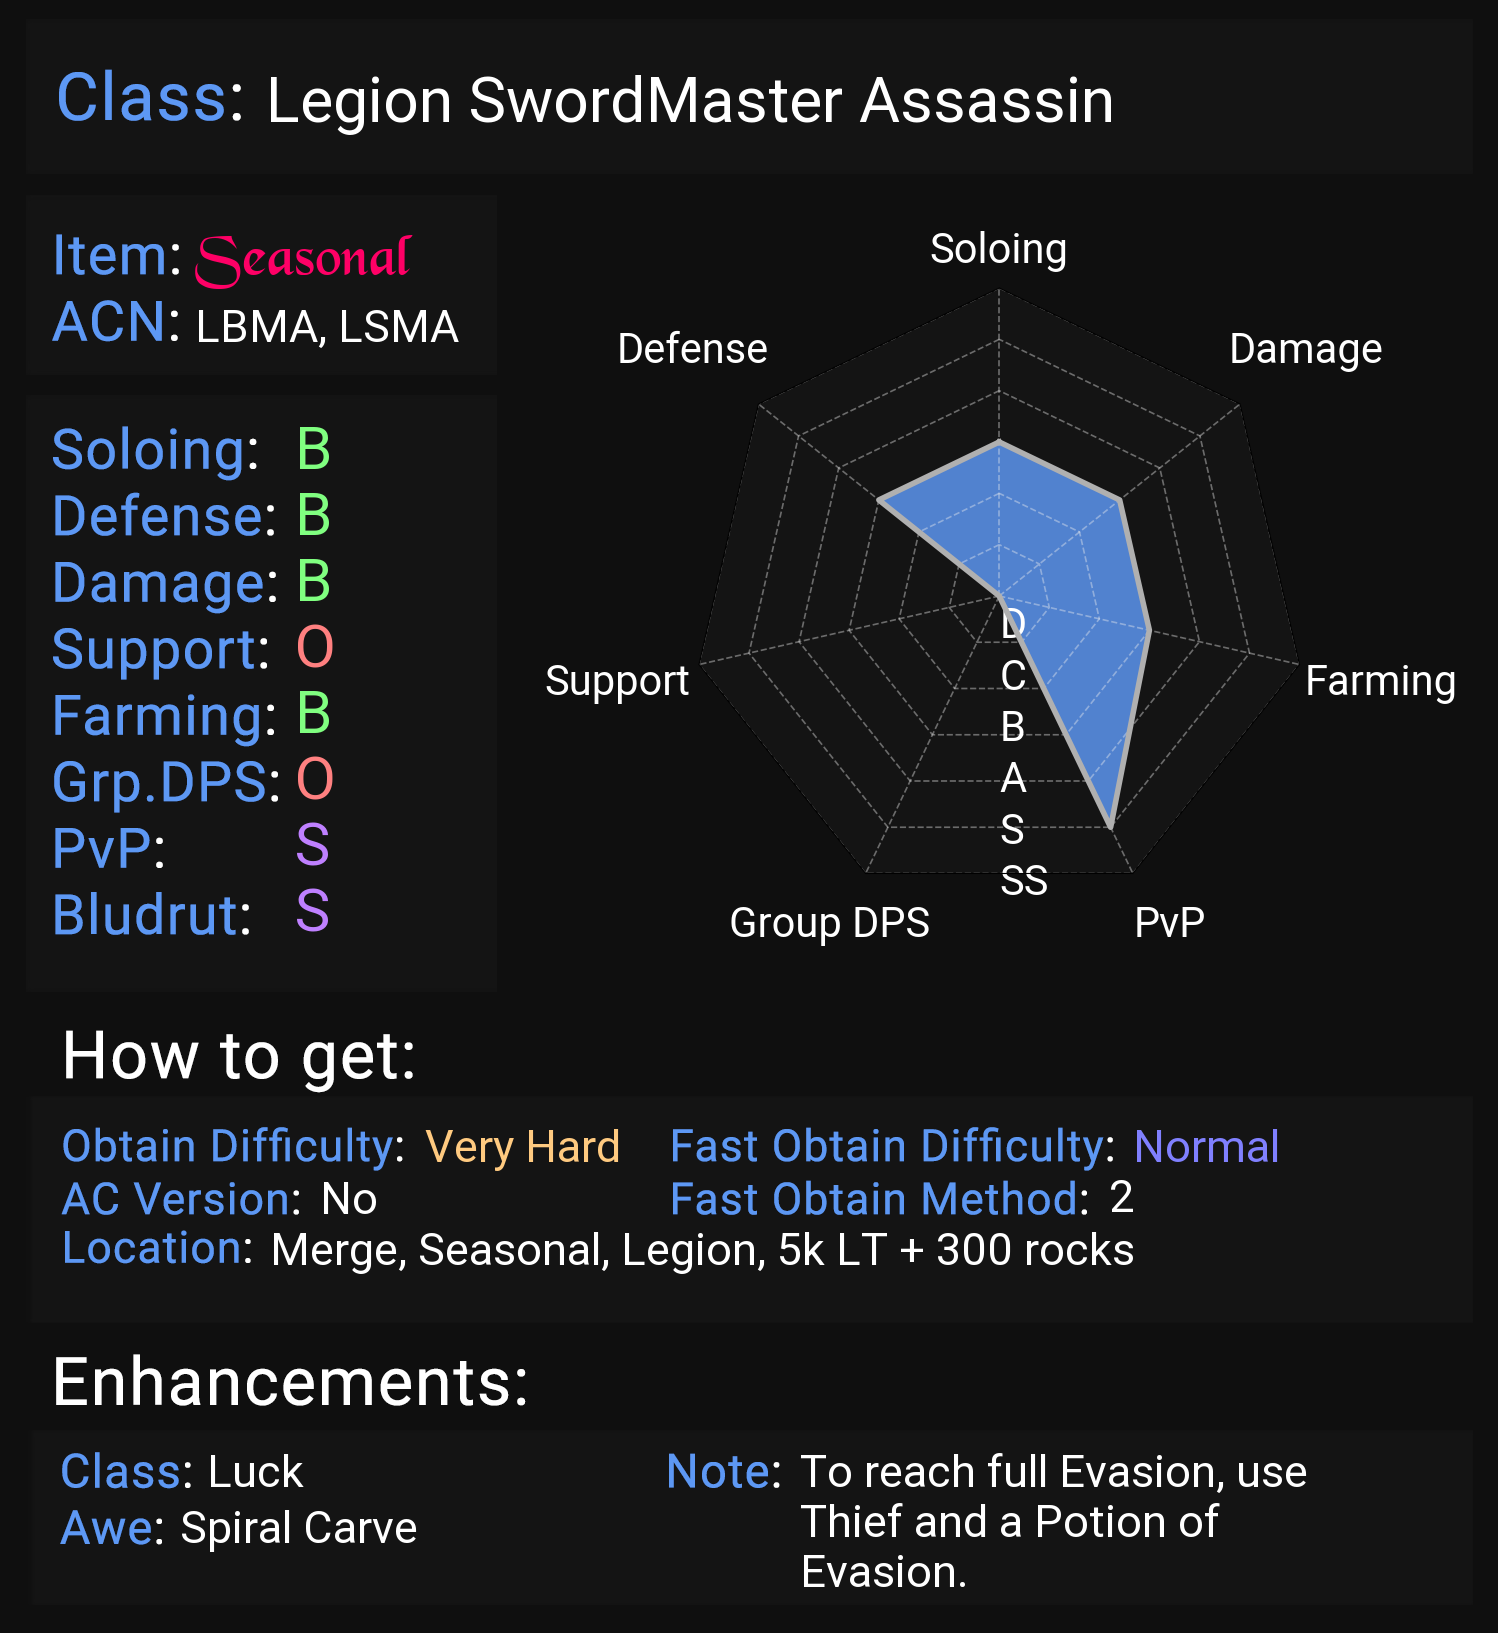 Class: Legion SwordMaster Assassin
Item: Seasonal
ACN: LBMA, LSMA
Soloing: B
Defense: B
Damage: B
Support: O
Farming: B
Grp.DPS: O
PvP: S
Bludrut: S
Soloing
Defense
Damage
Support
Farming
Group DPS
PvP
D
C
B
A
S
SS
How to get:
Obtain Difficulty: Very Hard
Fast Obtain Difficulty: Normal
AC Version: No
Fast Obtain Method: 2
Location: Merge, Seasonal, Legion, 5k LT + 300 rocks
Enhancements:
Class: Luck
Awe: Spiral Carve
Note: To reach full Evasion, use
Thief and a Potion of
Evasion.